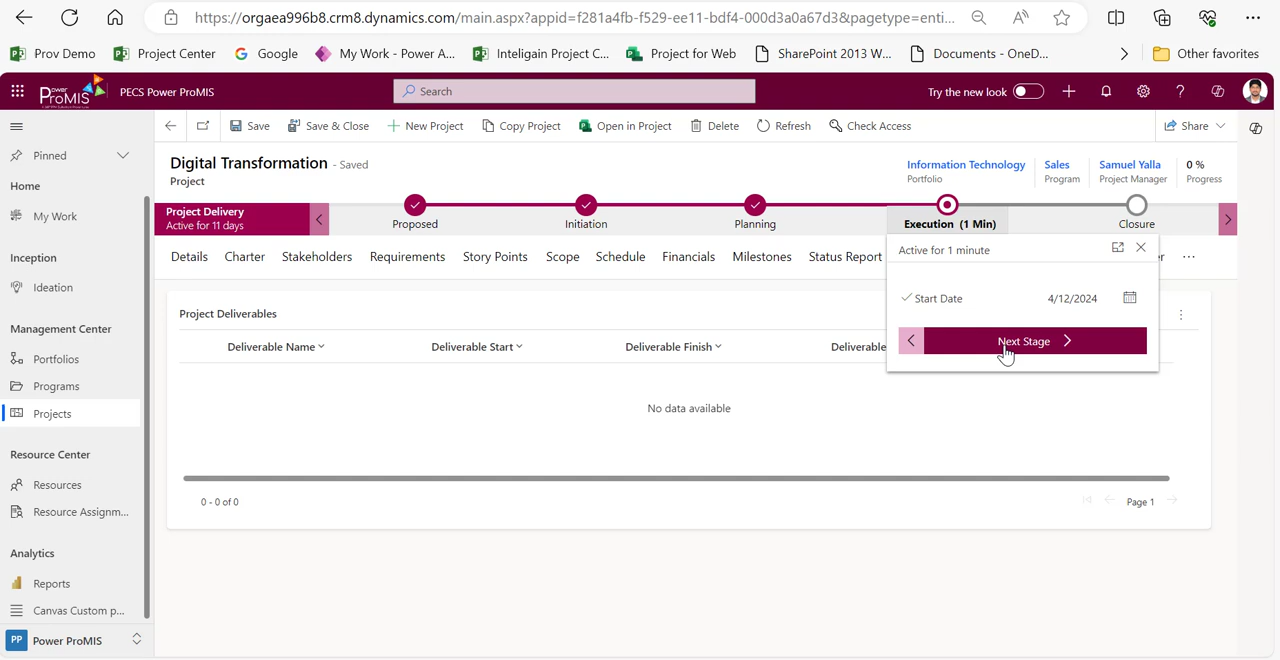 https://orgaea996b8.crm8.dynamics.com/main.aspx?appid=f281a4fb-f529-ee11-bdf4-000d3a0a67d3&pagetype=enti...
Prov Demo
Project Center
Google
My Work - Power A...
Inteligain Project C...
Project for Web
SharePoint 2013 W...
Documents - OneD...
Other favorites
Power ProMIS
PECS Power ProMIS
Search
Try the new look
Save
Save & Close
New Project
Copy Project
Open in Project
Delete
Refresh
Check Access
Share
Pinned
Home
My Work
Inception
Ideation
Management Center
Portfolios
Programs
Projects
Resource Center
Resources
Resource Assignm...
Analytics
Reports
Canvas Custom p...
PP Power ProMIS
Digital Transformation - Saved
Project
Information Technology
Portfolio
Sales
Program
Samuel Yalla
Project Manager
0 %
Progress
Project Delivery
Active for 11 days
Proposed
Initiation
Planning
Execution (1 Min)
Closure
Details
Charter
Stakeholders
Requirements
Story Points
Scope
Schedule
Financials
Milestones
Status Report
er
Active for 1 minute
Start Date
4/12/2024
Next Stage
Project Deliverables
Deliverable Name
Deliverable Start
Deliverable Finish
Deliverable
No data available
0 - 0 of 0
Page 1